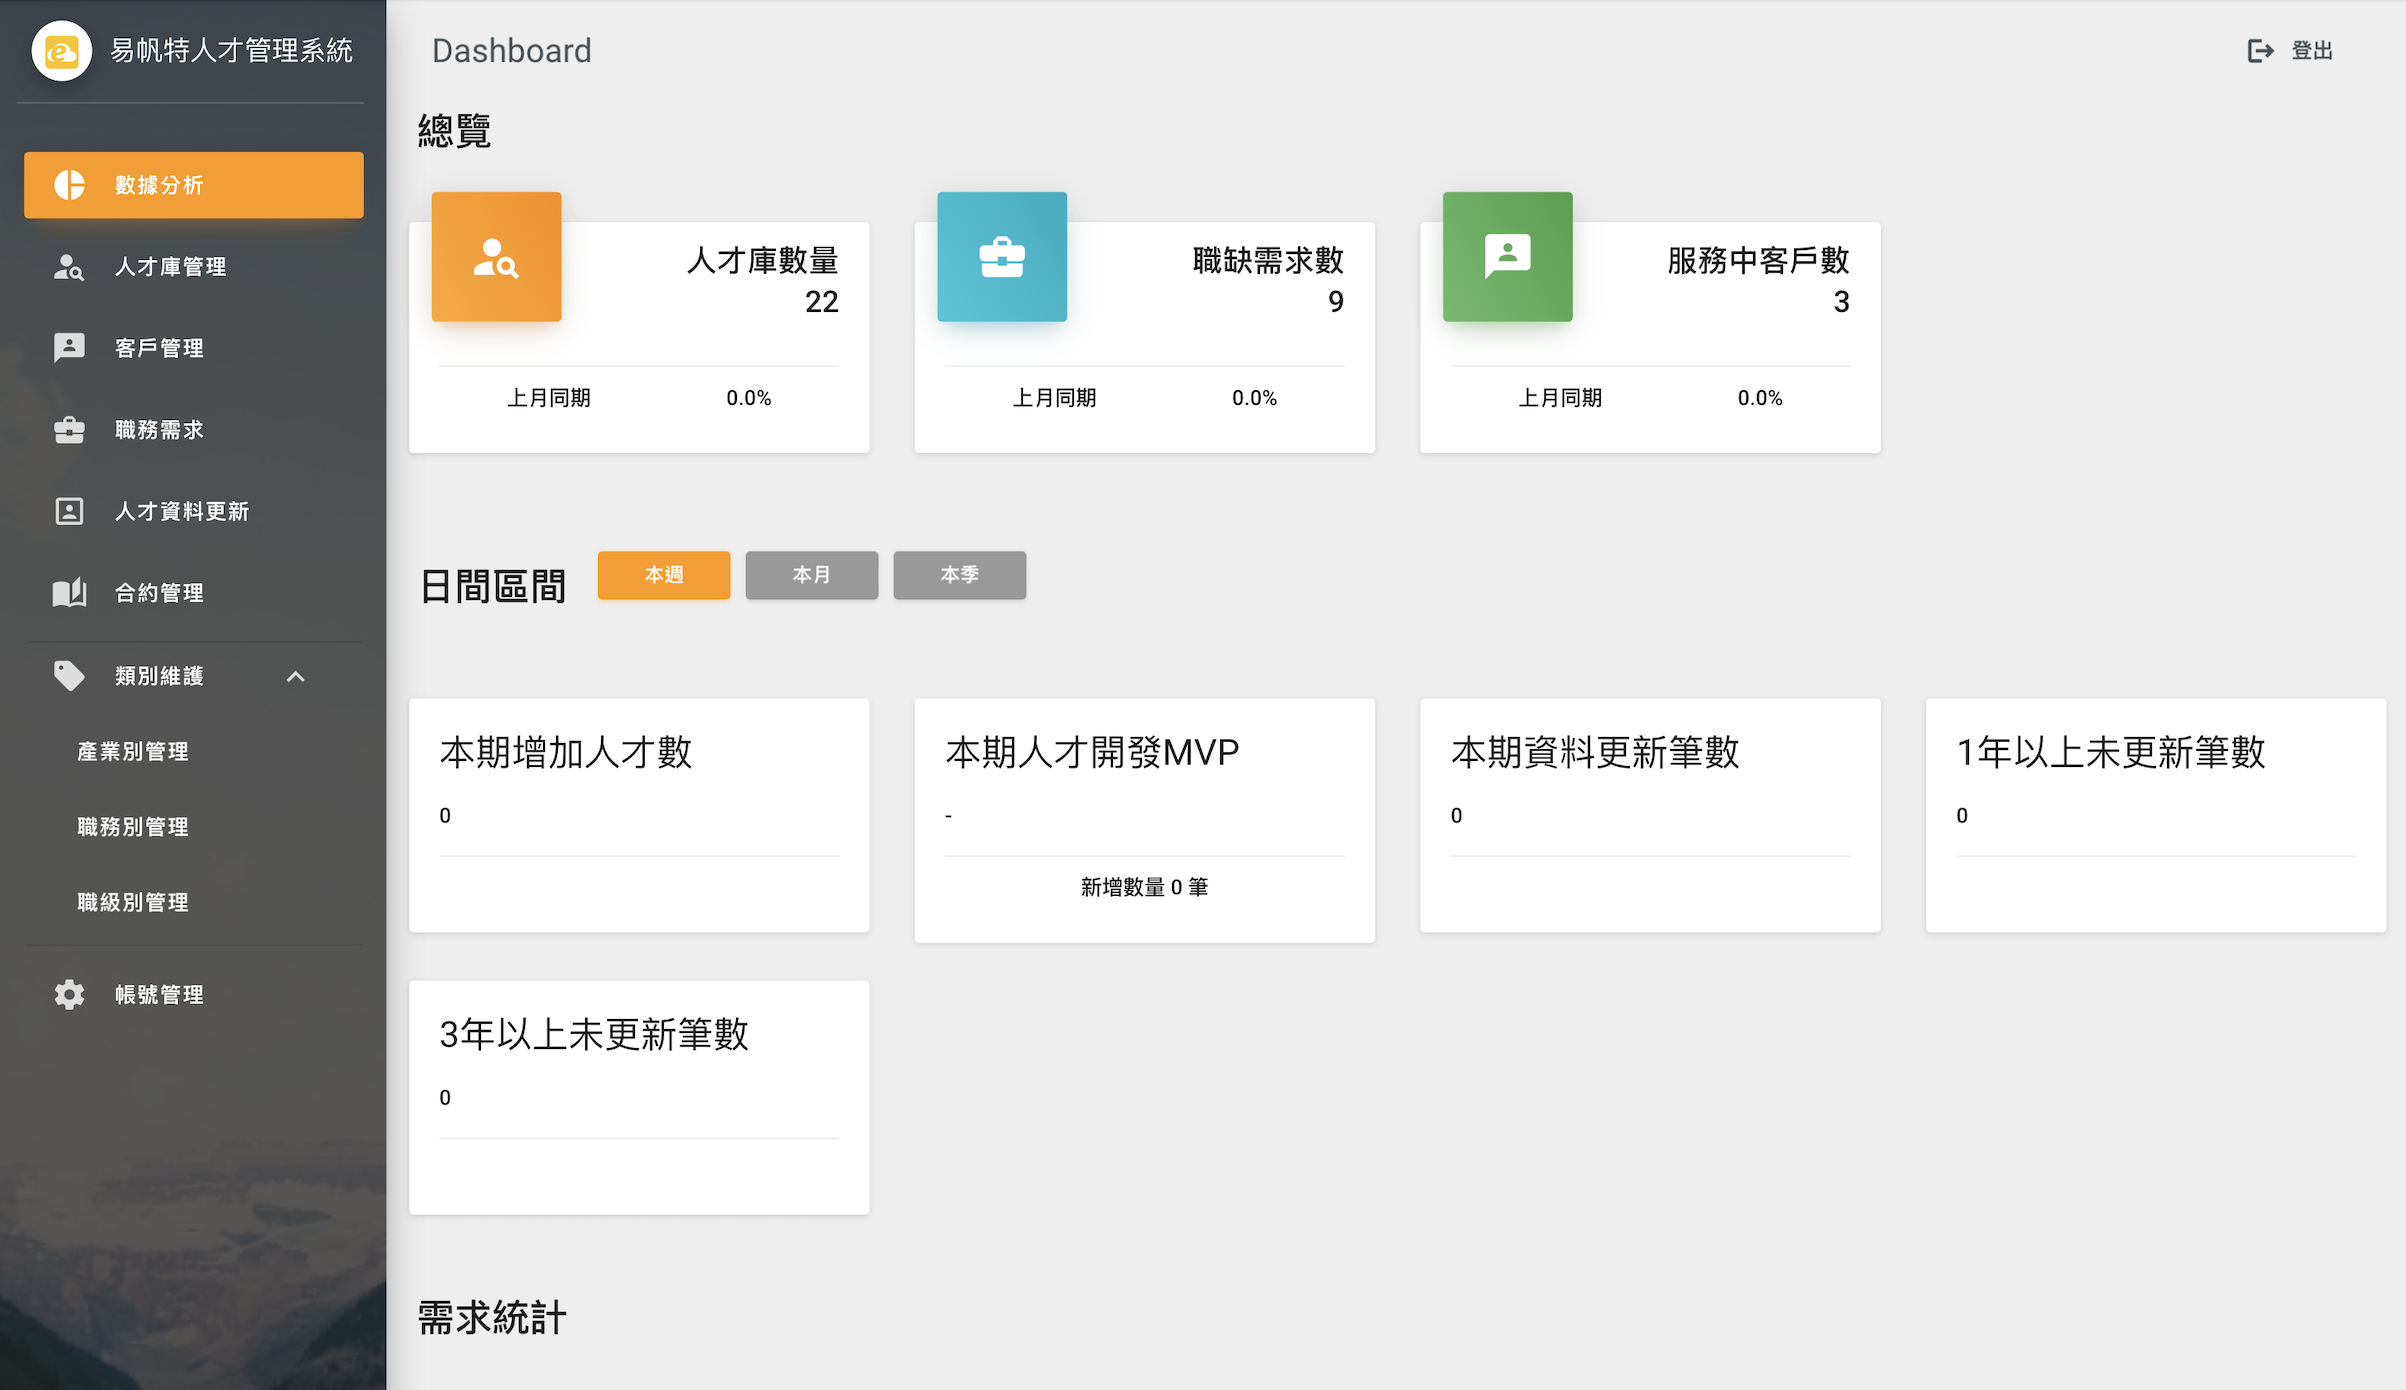 易帆特人才管理系統
數據分析
人才庫管理
客戶管理
職務需求
人才資料更新
合約管理
類別維護
產業別管理
職務別管理
職級別管理
帳號管理
Dashboard
登出
總覽
人才庫數量
22
上月同期 0.0%
職缺需求數
9
上月同期 0.0%
服務中客戶數
3
上月同期 0.0%
日間區間
本週
本月
本季
本期增加人才數
0
本期人才開發MVP
-
新增數量 0 筆
本期資料更新筆數
0
1年以上未更新筆數
0
3年以上未更新筆數
0
需求統計